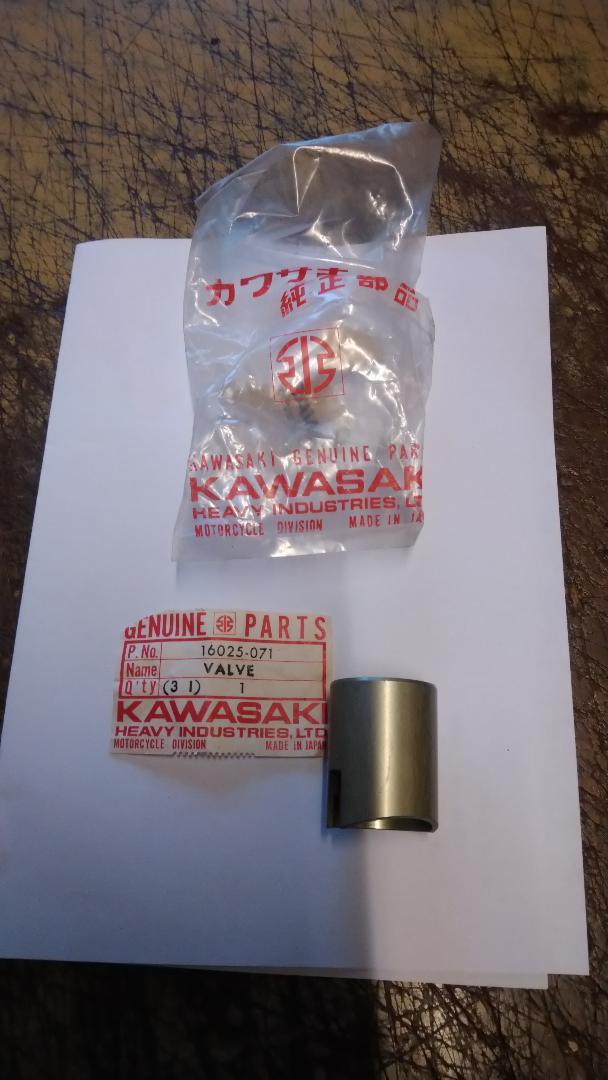 カワサキ
純正部品
KAWASAKI GENUINE PAR
KAWASAK
HEAVY INDUSTRIES, LT
MOTORCYCLE DIVISION MADE IN JAP
GENUINE PARTS
P. No. 16025-071
Name VALVE
Q'ty (3 1) 1
KAWASAKI
HEAVY INDUSTRIES, LTD.
MOTORCYCLE DIVISION MADE IN JAPAN